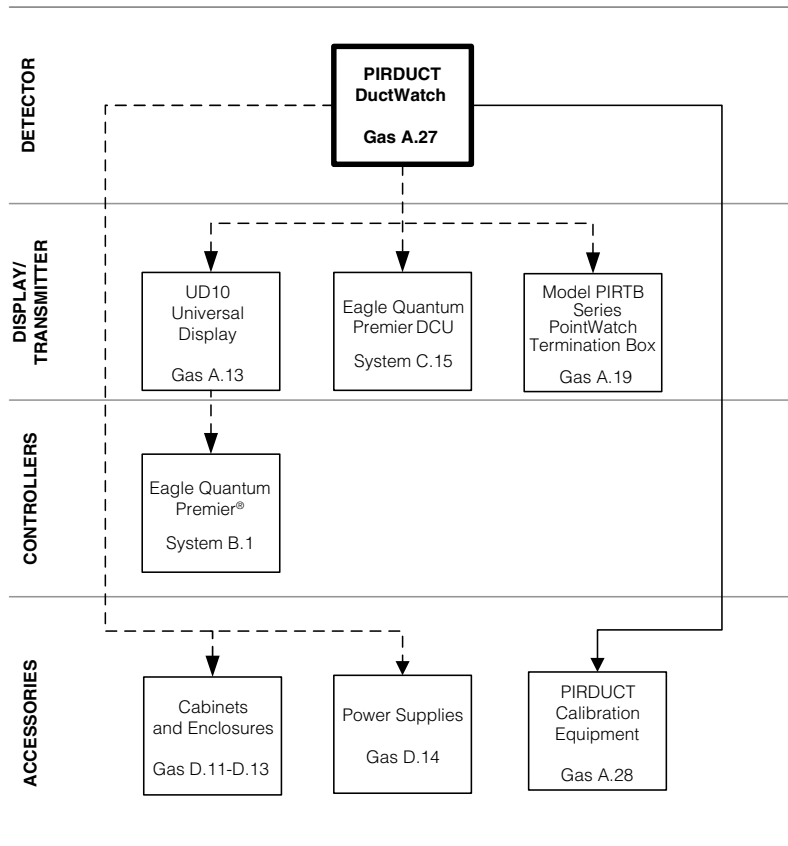 DETECTOR
PIRDUCT
DuctWatch
Gas A.27
DISPLAY/
TRANSMITTER
UD10
Universal
Display
Gas A.13
Eagle Quantum
Premier DCU
System C.15
Model PIRTB
Series
PointWatch
Termination Box
Gas A.19
CONTROLLERS
Eagle Quantum
Premier®
System B.1
ACCESSORIES
Cabinets
and Enclosures
Gas D.11-D.13
Power Supplies
Gas D.14
PIRDUCT
Calibration
Equipment
Gas A.28